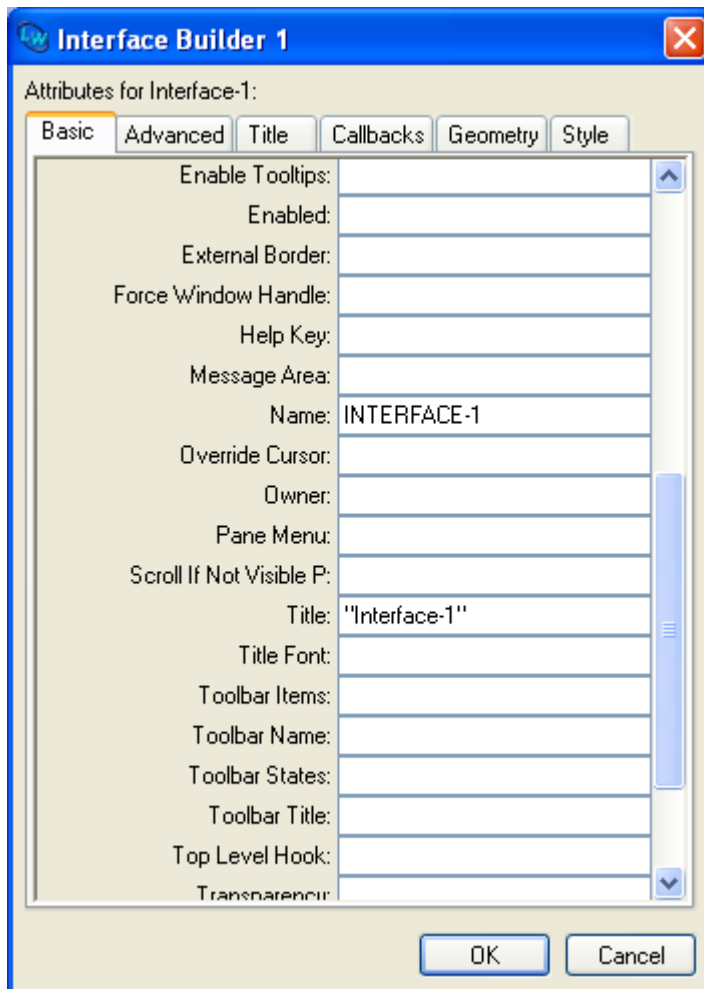 LW Interface Builder 1
Attributes for Interface-1:
Basic Advanced Title Callbacks Geometry Style
Enable Tooltips:
Enabled:
External Border:
Force Window Handle:
Help Key:
Message Area:
Name: INTERFACE-1
Override Cursor:
Owner:
Pane Menu:
Scroll If Not Visible P:
Title: "Interface-1"
Title Font:
Toolbar Items:
Toolbar Name:
Toolbar States:
Toolbar Title:
Top Level Hook:
Transparency:
OK Cancel